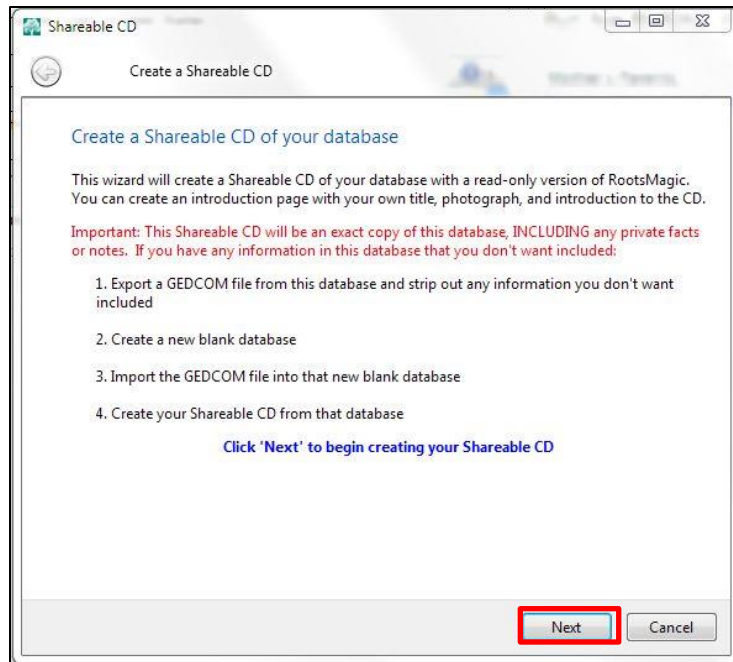 Shareable CD
Create a Shareable CD
Create a Shareable CD of your database
This wizard will create a Shareable CD of your database with a read-only version of RootsMagic.
You can create an introduction page with your own title, photograph, and introduction to the CD.
Important: This Shareable CD will be an exact copy of this database, INCLUDING any private facts
or notes. If you have any information in this database that you don't want included:
1. Export a GEDCOM file from this database and strip out any information you don't want
included
2. Create a new blank database
3. Import the GEDCOM file into that new blank database
4. Create your Shareable CD from that database
Click 'Next' to begin creating your Shareable CD
Next
Cancel